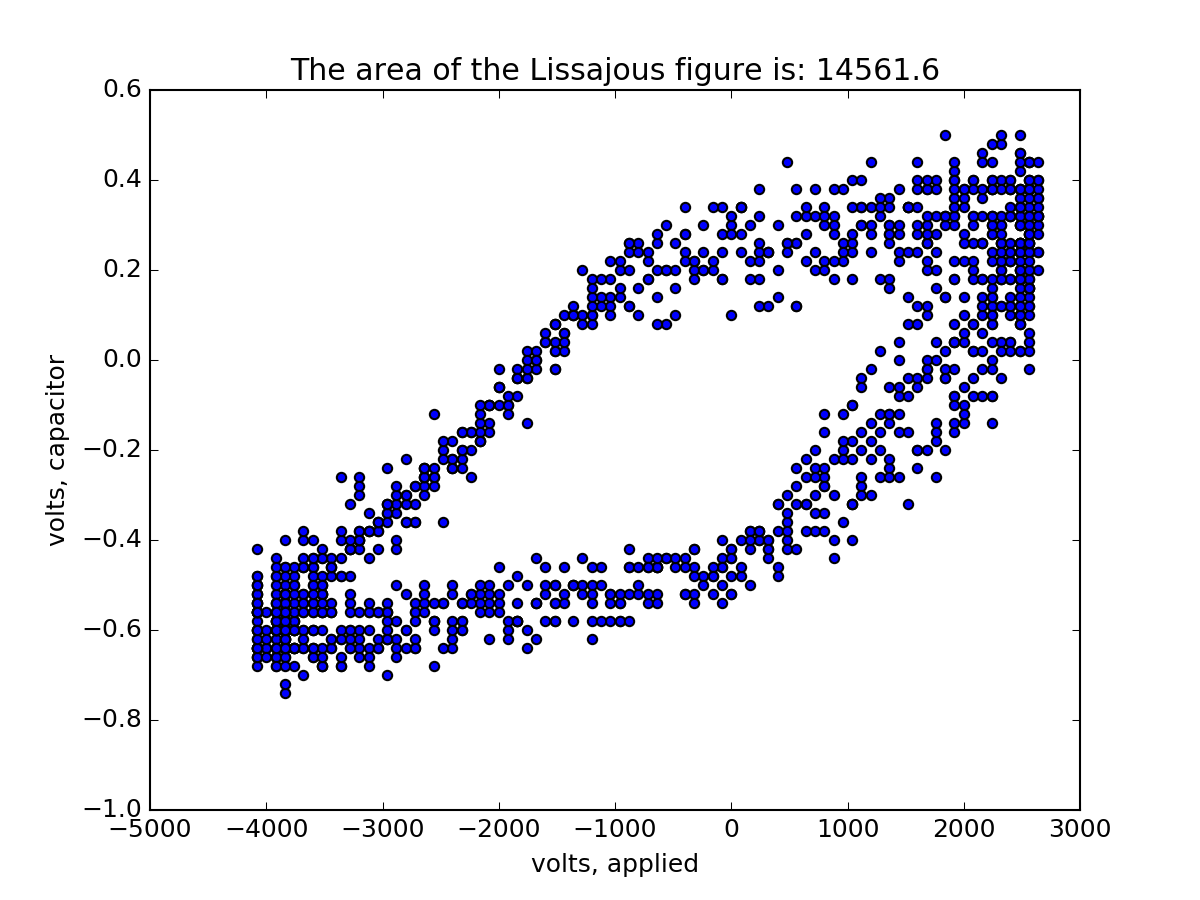 The area of the Lissajous figure is: 14561.6
0.6
0.4
0.2
0.0
−0.2
−0.4
−0.6
−0.8
−1.0
volts, capacitor
−5000 −4000 −3000 −2000 −1000 0 1000 2000 3000
volts, applied